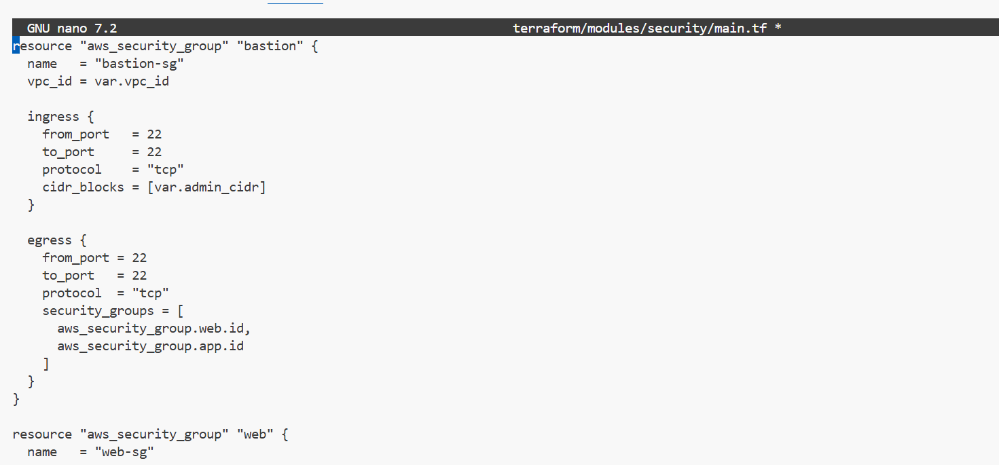 GNU nano 7.2 terraform/modules/security/main.tf *
resource "aws_security_group" "bastion" {
  name   = "bastion-sg"
  vpc_id = var.vpc_id

  ingress {
    from_port   = 22
    to_port     = 22
    protocol    = "tcp"
    cidr_blocks = [var.admin_cidr]
  }

  egress {
    from_port = 22
    to_port   = 22
    protocol  = "tcp"
    security_groups = [
      aws_security_group.web.id,
      aws_security_group.app.id
    ]
  }
}

resource "aws_security_group" "web" {
  name   = "web-sg"